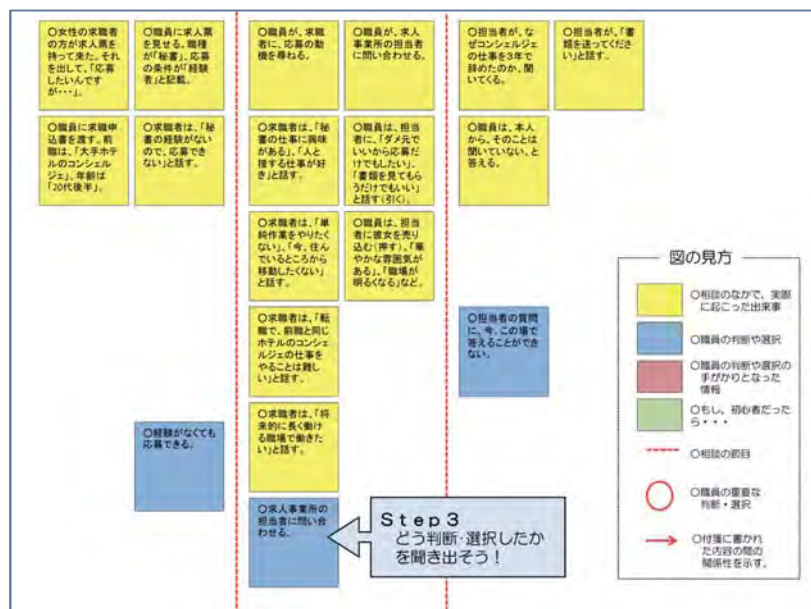 〇女性の求職者
の方が求人票を
持って来た。それ
を出して、「応募
したいんです
が・・・」。
〇職員が求人票
を見せる。職種
が「秘書」、応募
の条件が「経験
者」と記載。
〇職員に求職申
込書を渡す。前
職は、「大手ホテ
ルのコンシェル
ジェ」、年齢は
「20代後半」。
〇求職者は、「秘
書の経験がない
ので、応募でき
ない」と話す。
〇経験がなくても
応募できる。
〇職員が、求職
者に、応募の動
機を尋ねる。
〇職員が、求人
事業所の担当者
に問い合わせる。
〇求職者は、「秘
書の仕事に興味
がある」、「人と
接する仕事が好
き」と話す。
〇職員は、担当
者に、「ダメ元で
いいから応募だ
けでもしたい」、
「書類を見てもら
うだけでもいい」
と話す（引く）。
〇求職者は、「単
純作業をやりたく
ない」、「今、住ん
でいるところから
移動したくない」
と話す。
〇職員は、担当
者に彼女を売り
込む（押す）。「華
やかな雰囲気が
ある」、「職場が
明るくなる」など。
〇求職者は、「転
職で、前職と同じ
ホテルのコンシェ
ルジェの仕事を
やることは難し
い」と話す。
〇求職者は、「将
来的に長く働け
る職場で働きた
い」と話す。
〇求人事業所の
担当者に問い合
わせる。
〇担当者が、な
ぜコンシェルジェ
の仕事を3年で
辞めたのか、聞
いてくる。
〇担当者が、「書
類を送ってくださ
い」と話す。
〇職員は、本人
から、そのことは
聞いていない、と
答える。
〇担当者の質問
に、今、この場で
答えることができ
ない。
Step3
どう判断・選択したか
を聞き出そう！
図の見方
〇相談のなかで、実際
に起こった出来事
〇職員の判断や選択
〇職員の判断や選択の
手がかりとなった
情報
〇もし、初心者だった
ら・・・
〇相談の節目
〇職員の重要な
判断・選択
〇付箋に書かれ
た内容の間の
関係性を示す。